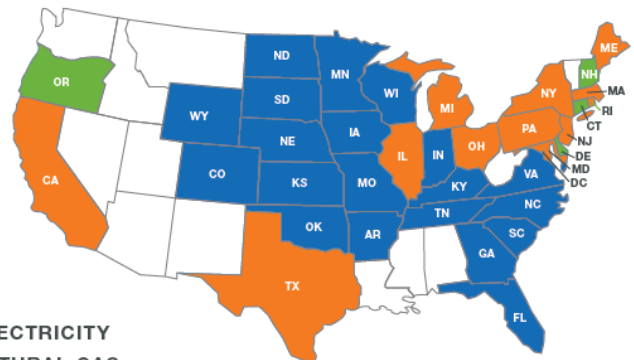 ND
MN
ME
OR
NH
WI
SD
WY
MI
NY
MA
RI
CT
NE
IA
PA
NJ
IL
IN
OH
DE
MD
DC
CO
KS
MO
KY
VA
CA
TN
NC
OK
AR
SC
GA
TX
FL
ECTRICITY
TURAL GAS